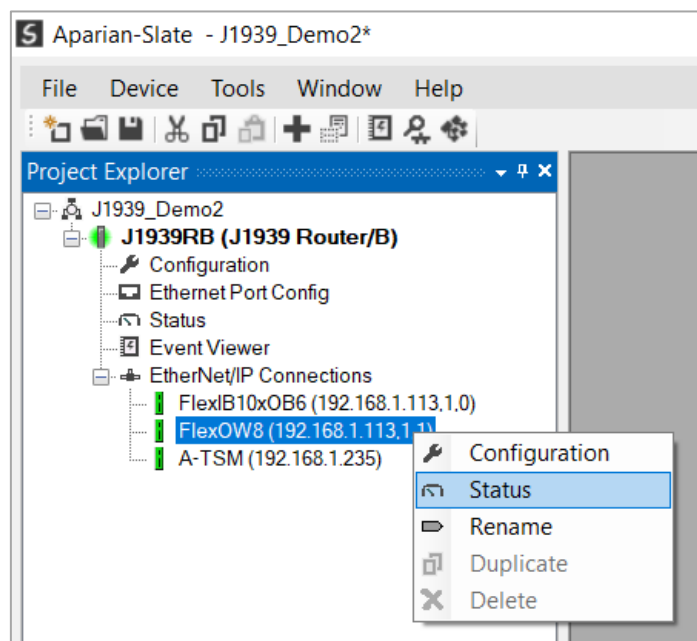 S Aparian-Slate - J1939_Demo2*
File Device Tools Window Help
Project Explorer
J1939_Demo2
J1939RB (J1939 Router/B)
Configuration
Ethernet Port Config
Status
Event Viewer
EtherNet/IP Connections
FlexIB10xOB6 (192.168.1.113,1,0)
FlexOW8 (192.168.1.113,1,1)
A-TSM (192.168.1.235)
Configuration
Status
Rename
Duplicate
Delete